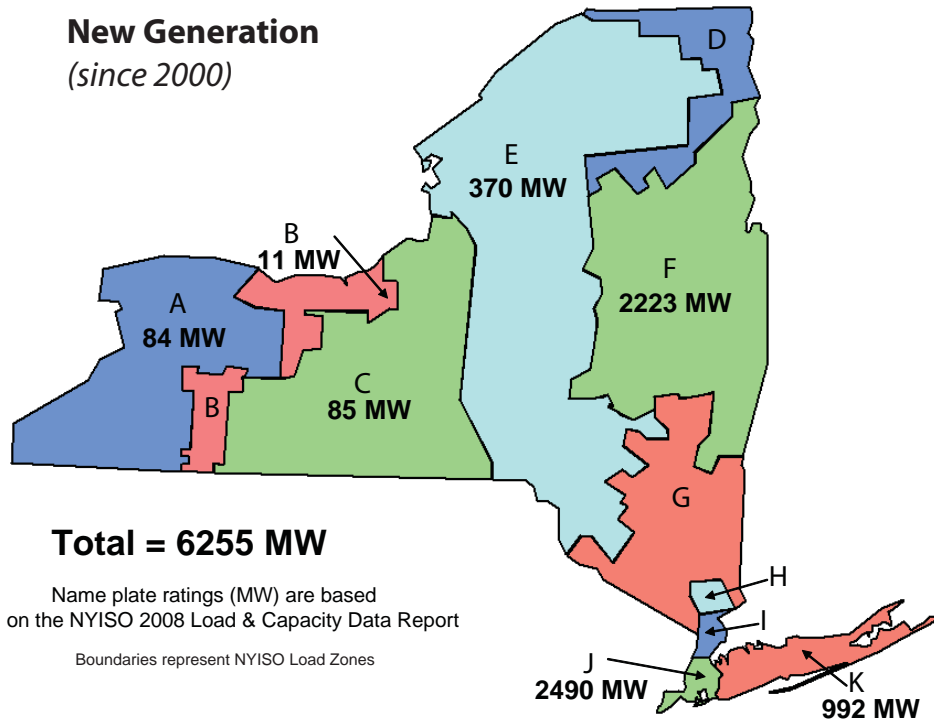 New Generation
(since 2000)
D
E
370 MW
B
11 MW
F
2223 MW
A
84 MW
C
85 MW
B
G
Total = 6255 MW
Name plate ratings (MW) are based
on the NYISO 2008 Load & Capacity Data Report
Boundaries represent NYISO Load Zones
H
I
J
2490 MW
K
992 MW